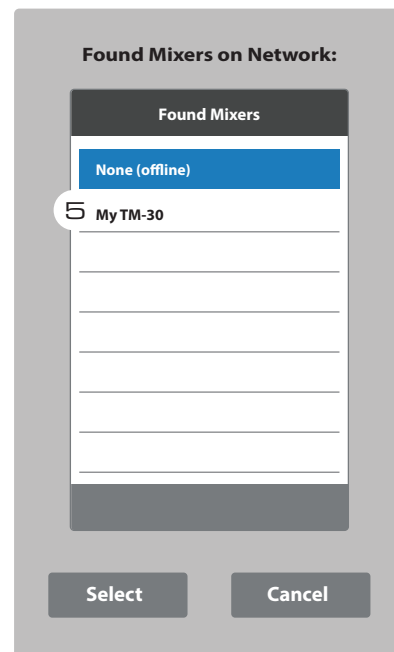 Found Mixers on Network:
Found Mixers
None (offline)
5 My TM-30
Select Cancel